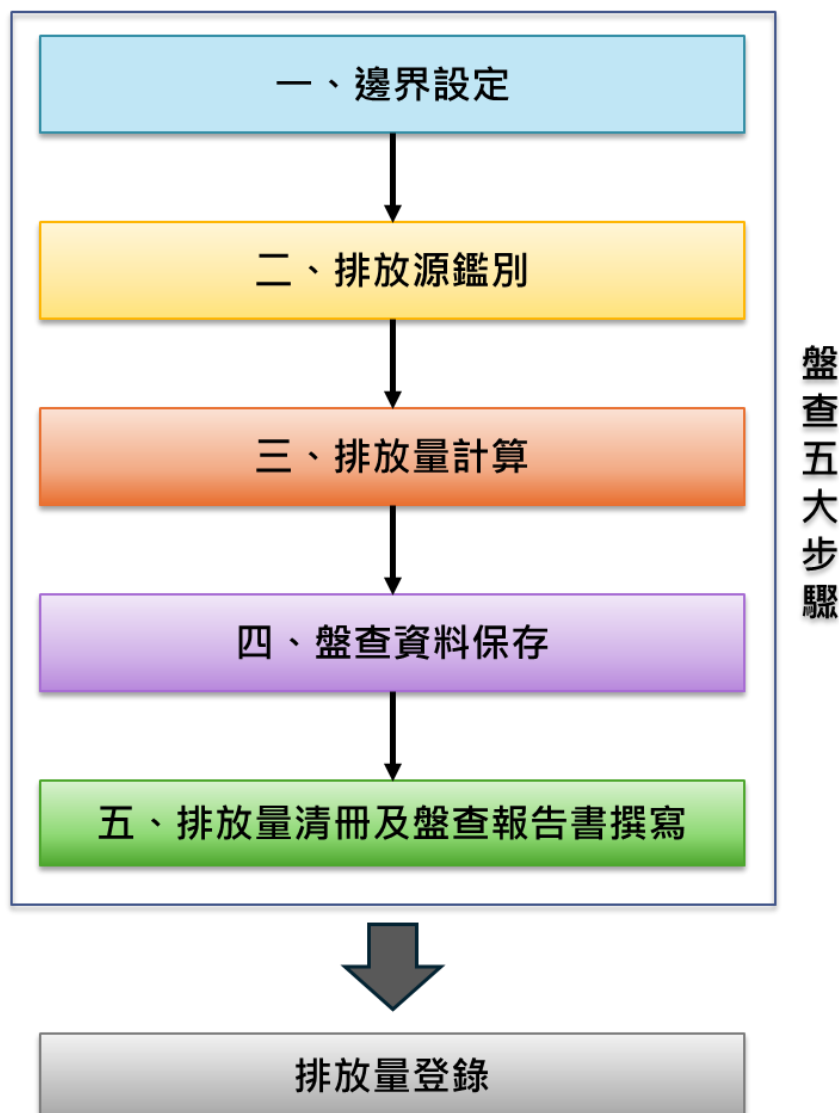 一、邊界設定
二、排放源鑑別
三、排放量計算
四、盤查資料保存
五、排放量清冊及盤查報告書撰寫
盤查五大步驟
排放量登錄